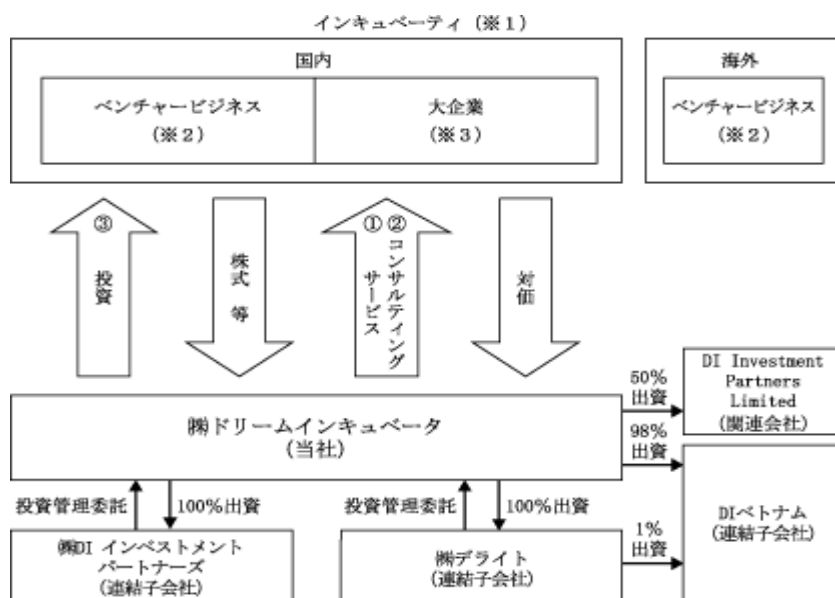 インキュベーティ(※1)
国内
海外
ベンチャービジネス
(※2)
大企業
(※3)
ベンチャービジネス
(※2)
③
投資
株式 等
① ②
コンサルティング
サービス
対価
㈱ドリームインキュベータ
(当社)
50%
出資
DI Investment
Partners
Limited
(関連会社)
98%
出資
DIベトナム
(連結子会社)
投資管理委託
100%出資
投資管理委託
100%出資
㈱DI インベストメント
パートナーズ
(連結子会社)
㈱デライト
(連結子会社)
1%
出資